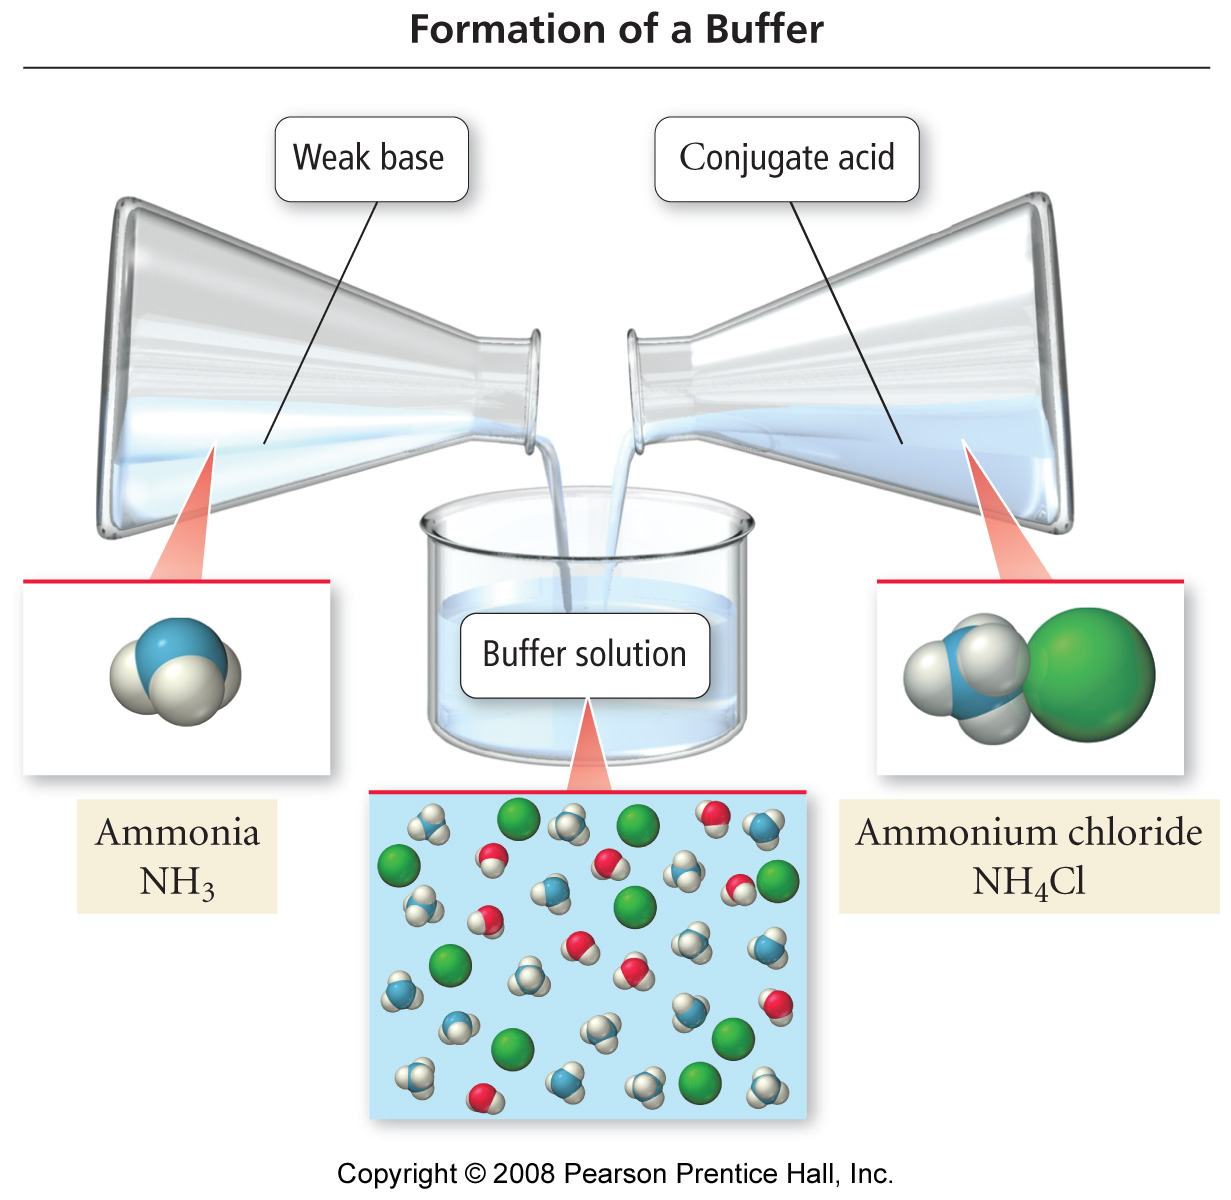 Formation of a Buffer
Weak base
Conjugate acid
Buffer solution
Ammonia
NH₃
Ammonium chloride
NH₄Cl
Copyright © 2008 Pearson Prentice Hall, Inc.